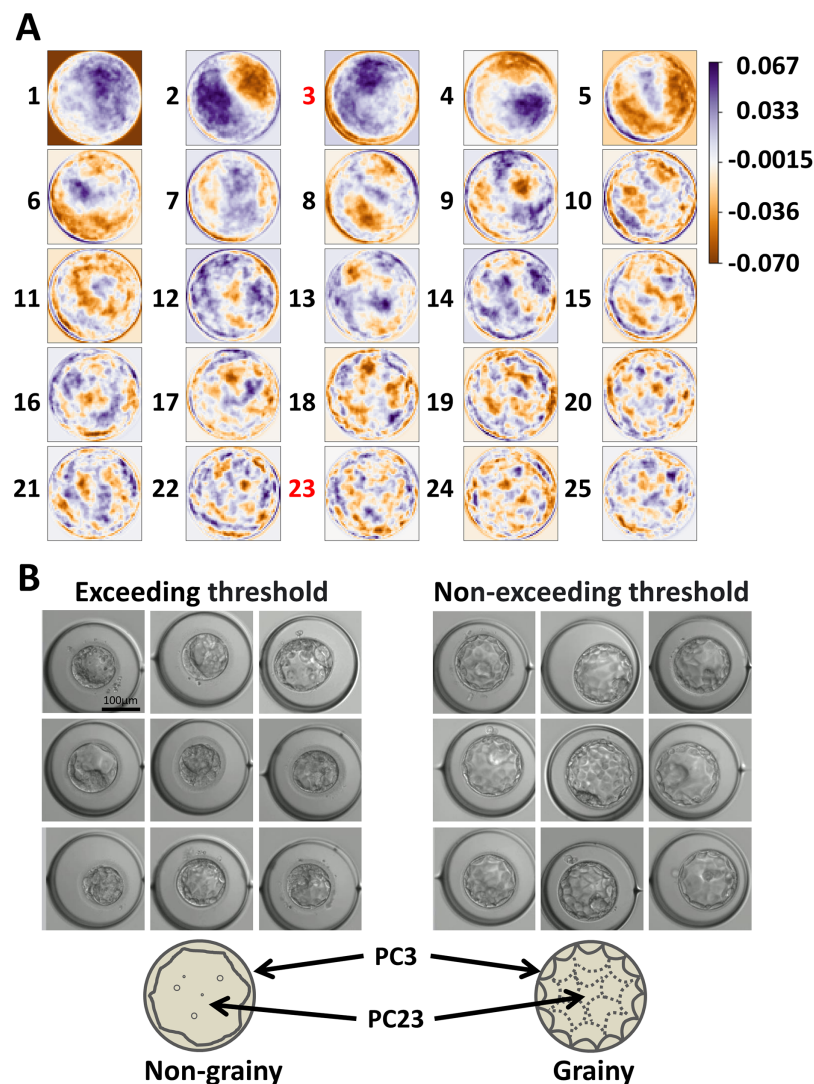 A
1 2 3 4 5
0.067
0.033
-0.0015
-0.036
-0.070
6 7 8 9 10
11 12 13 14 15
16 17 18 19 20
21 22 23 24 25
B
Exceeding threshold
Non-exceeding threshold
100μm
PC3
PC23
Non-grainy
Grainy